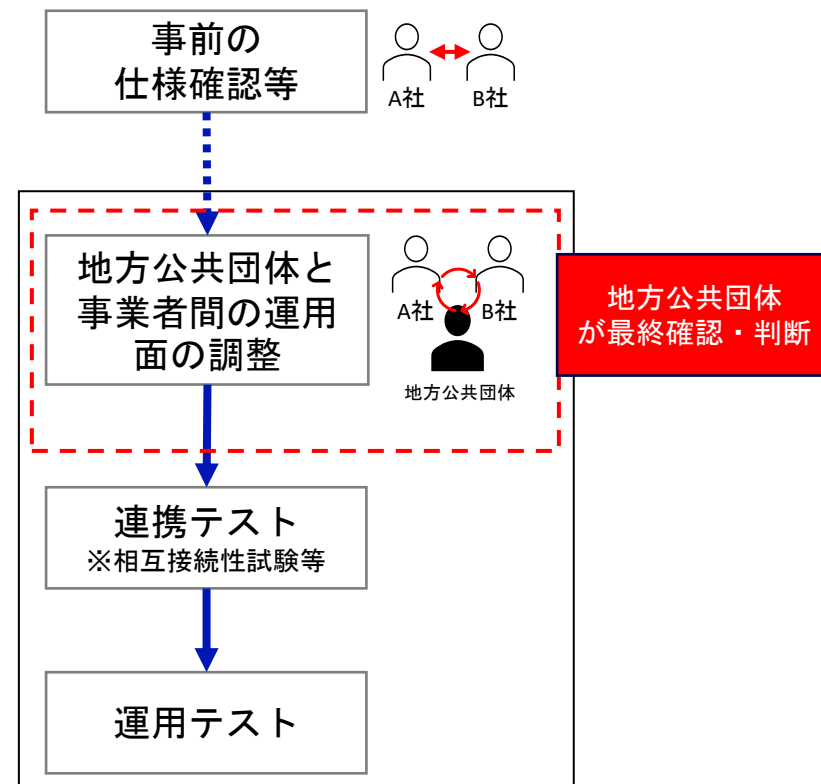 事前の
仕様確認等
A社
B社
地方公共団体と
事業者間の運用
面の調整
A社
B社
地方公共団体
地方公共団体
が最終確認・判断
連携テスト
※相互接続性試験等
運用テスト